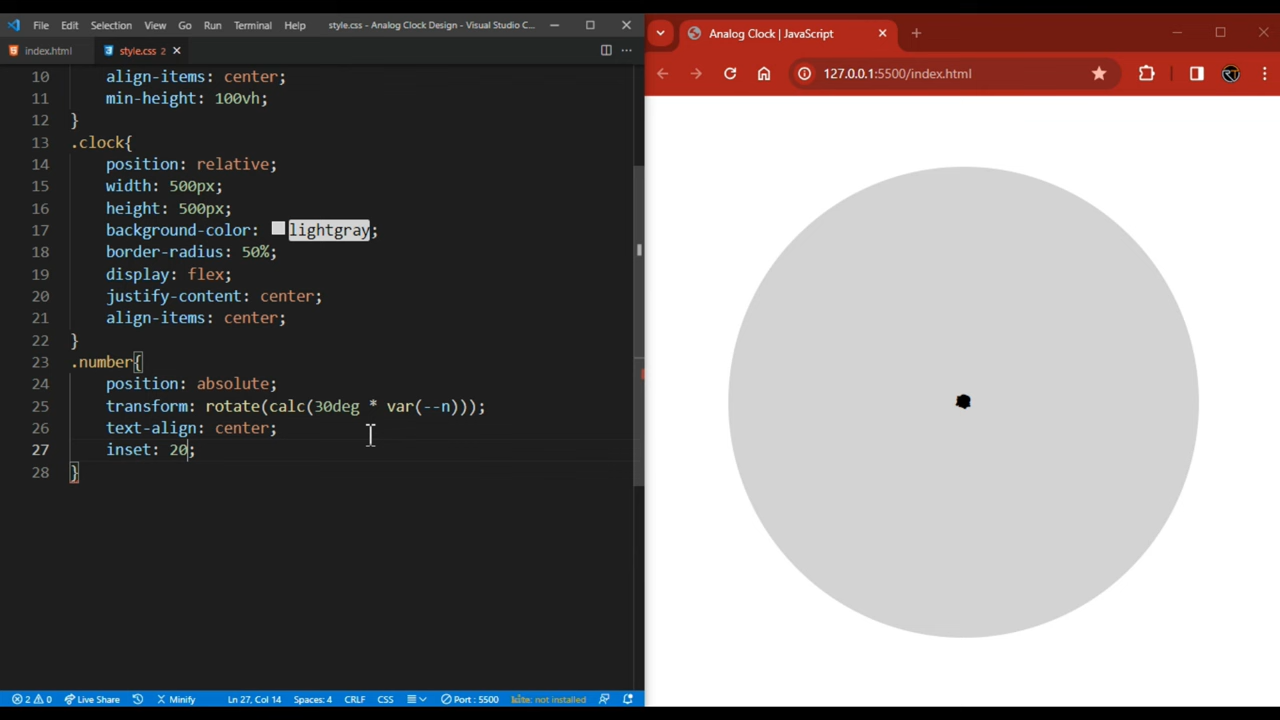 File Edit Selection View Go Run Terminal Help style.css - Analog Clock Design - Visual Studio C...
index.html style.css 2
10 align-items: center;
11 min-height: 100vh;
12 }
13 .clock{
14 position: relative;
15 width: 500px;
16 height: 500px;
17 background-color: lightgray;
18 border-radius: 50%;
19 display: flex;
20 justify-content: center;
21 align-items: center;
22 }
23 .number{
24 position: absolute;
25 transform: rotate(calc(30deg * var(--n)));
26 text-align: center;
27 inset: 20;
28 }
2 0 Live Share Minify Ln 27, Col 14 Spaces: 4 CRLF CSS Port : 5500 kite: not installed
Analog Clock | JavaScript
127.0.0.1:5500/index.html